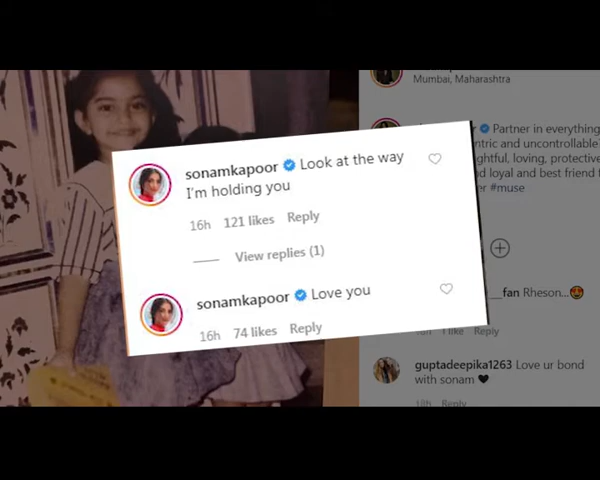 Mumbai, Maharashtra
Partner in everything
ntric and uncontrollable
ghtful, loving, protective
d loyal and best friend f
er #muse
sonamkapoor Look at the way
I'm holding you
16h 121 likes Reply
View replies (1)
sonamkapoor Love you
16h 74 likes Reply
__fan Rheson...
1 like Reply
guptadeepika1263 Love ur bond
with sonam
18h Reply